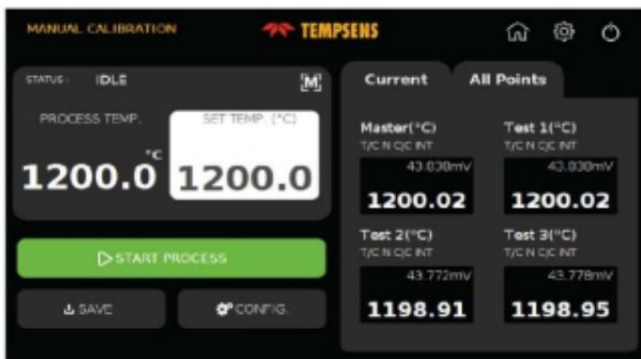 MANUAL CALIBRATION
TEMPSENS
STATUS: IDLE
[M]
PROCESS TEMP.
°C
1200.0
SET TEMP. (°C)
1200.0
START PROCESS
SAVE
CONFIG.
Current
All Points
Master(°C)
T/C N CJC INT
43.830mV
1200.02
Test 1(°C)
T/C N CJC INT
43.830mV
1200.02
Test 2(°C)
T/C N CJC INT
43.772mV
1198.91
Test 3(°C)
T/C N CJC INT
43.778mV
1198.95